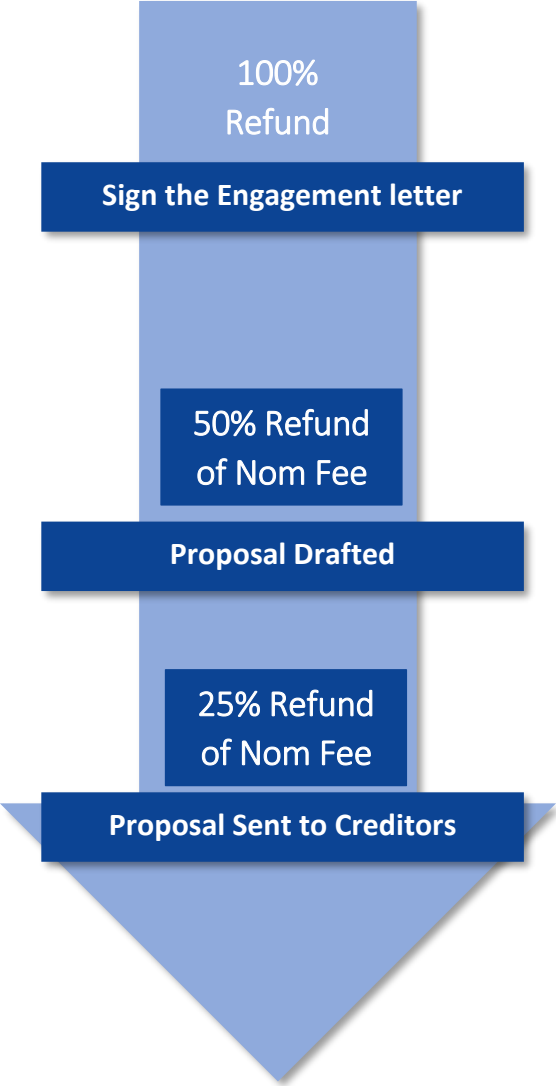 100%
Refund
Sign the Engagement letter
50% Refund
of Nom Fee
Proposal Drafted
25% Refund
of Nom Fee
Proposal Sent to Creditors